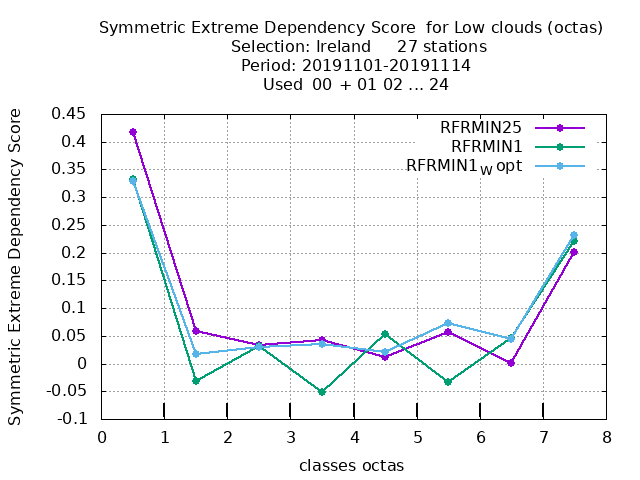 Symmetric Extreme Dependency Score  for Low clouds (octas)
Selection: Ireland     27 stations
Period: 20191101-20191114
Used  00  + 01 02 ... 24
Symmetric Extreme Dependency Score
0.45
0.4
0.35
0.3
0.25
0.2
0.15
0.1
0.05
0
-0.05
-0.1
RFRMIN25
RFRMIN1
RFRMIN1W opt
0 1 2 3 4 5 6 7 8
classes octas